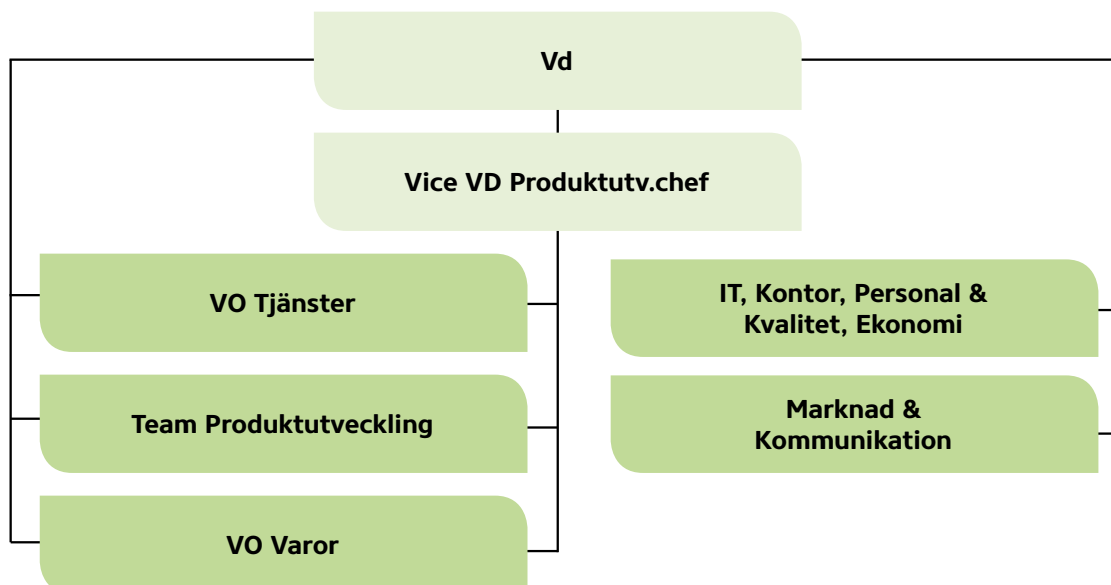 Vd
Vice VD Produktutv.chef
VO Tjänster
Team Produktutveckling
VO Varor
IT, Kontor, Personal &
Kvalitet, Ekonomi
Marknad &
Kommunikation